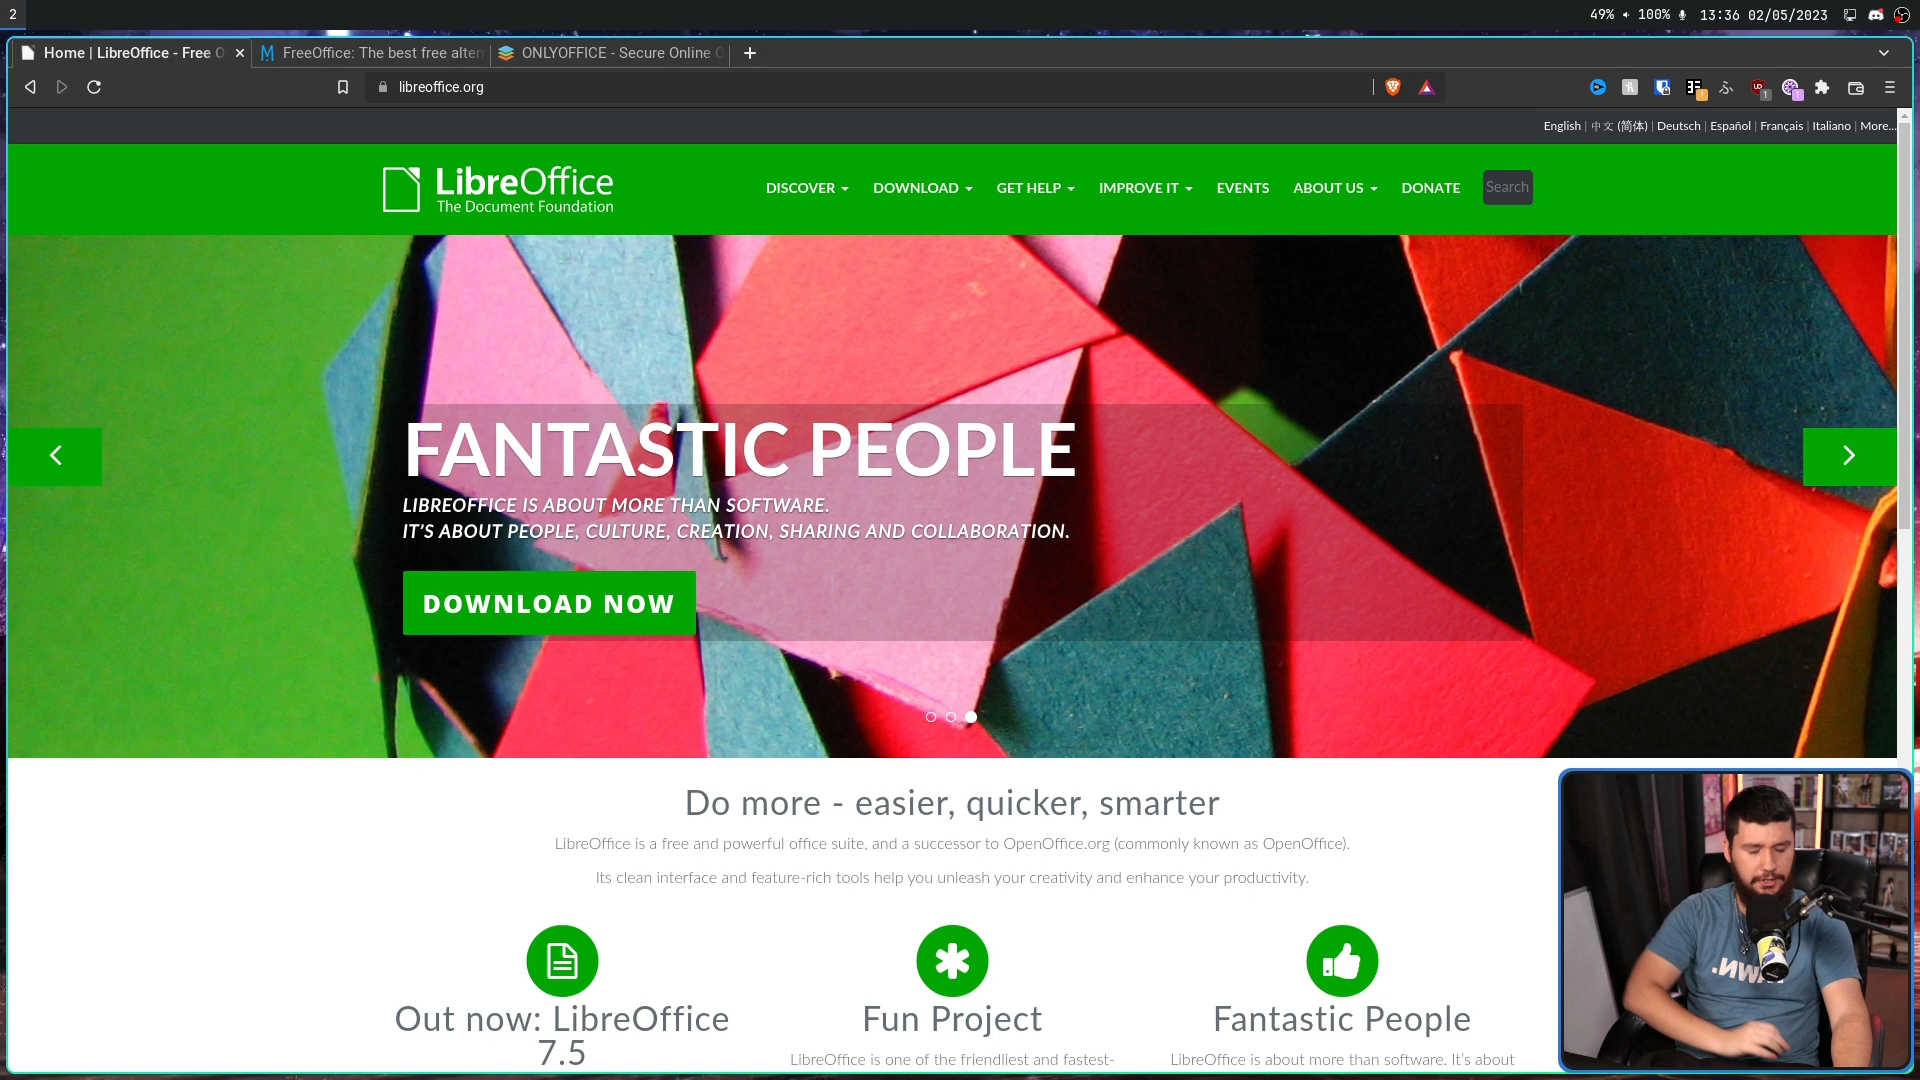 2
49%
100%
13:36 02/05/2023
Home | LibreOffice - Free O
FreeOffice: The best free alter
ONLYOFFICE - Secure Online O
libreoffice.org
English | 中文 (简体) | Deutsch | Español | Français | Italiano | More...
LibreOffice
The Document Foundation
DISCOVER
DOWNLOAD
GET HELP
IMPROVE IT
EVENTS
ABOUT US
DONATE
Search
FANTASTIC PEOPLE
LIBREOFFICE IS ABOUT MORE THAN SOFTWARE.
IT'S ABOUT PEOPLE, CULTURE, CREATION, SHARING AND COLLABORATION.
DOWNLOAD NOW
Do more - easier, quicker, smarter
LibreOffice is a free and powerful office suite, and a successor to OpenOffice.org (commonly known as OpenOffice).
Its clean interface and feature-rich tools help you unleash your creativity and enhance your productivity.
Out now: LibreOffice
7.5
Fun Project
LibreOffice is one of the friendliest and fastest-
Fantastic People
LibreOffice is about more than software. It's about